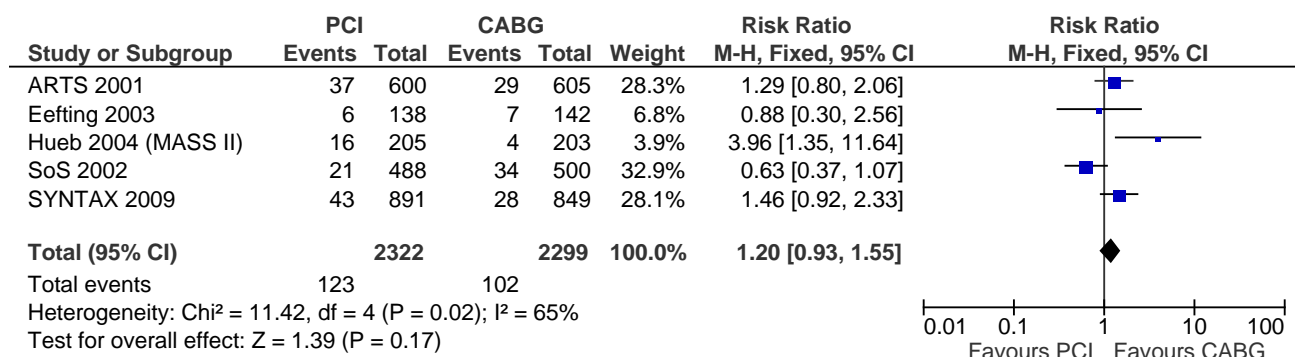 PCI CABG Risk Ratio Risk Ratio
Study or Subgroup Events Total Events Total Weight M-H, Fixed, 95% CI M-H, Fixed, 95% CI
ARTS 2001 37 600 29 605 28.3% 1.29 [0.80, 2.06]
Eefting 2003 6 138 7 142 6.8% 0.88 [0.30, 2.56]
Hueb 2004 (MASS II) 16 205 4 203 3.9% 3.96 [1.35, 11.64]
SoS 2002 21 488 34 500 32.9% 0.63 [0.37, 1.07]
SYNTAX 2009 43 891 28 849 28.1% 1.46 [0.92, 2.33]
Total (95% CI) 2322 2299 100.0% 1.20 [0.93, 1.55]
Total events 123 102
Heterogeneity: Chi² = 11.42, df = 4 (P = 0.02); I² = 65%
Test for overall effect: Z = 1.39 (P = 0.17)
0.01 0.1 1 10 100
Favours PCI Favours CABG